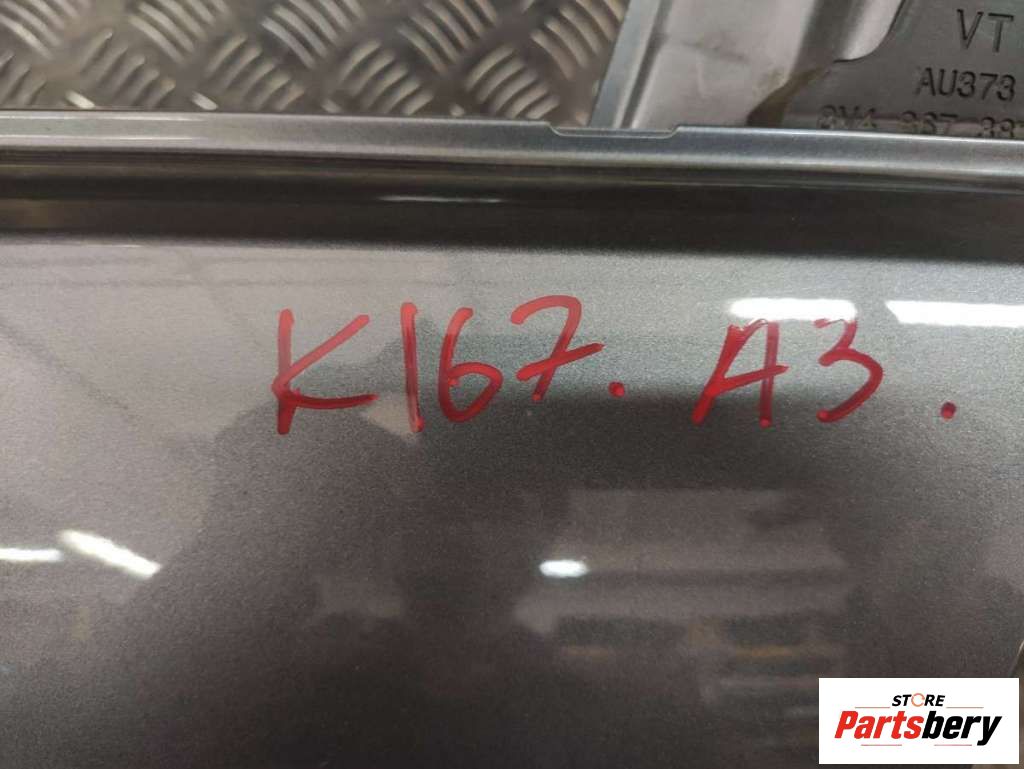 VT
AU373
K167. A3.
STORE
Partsbery